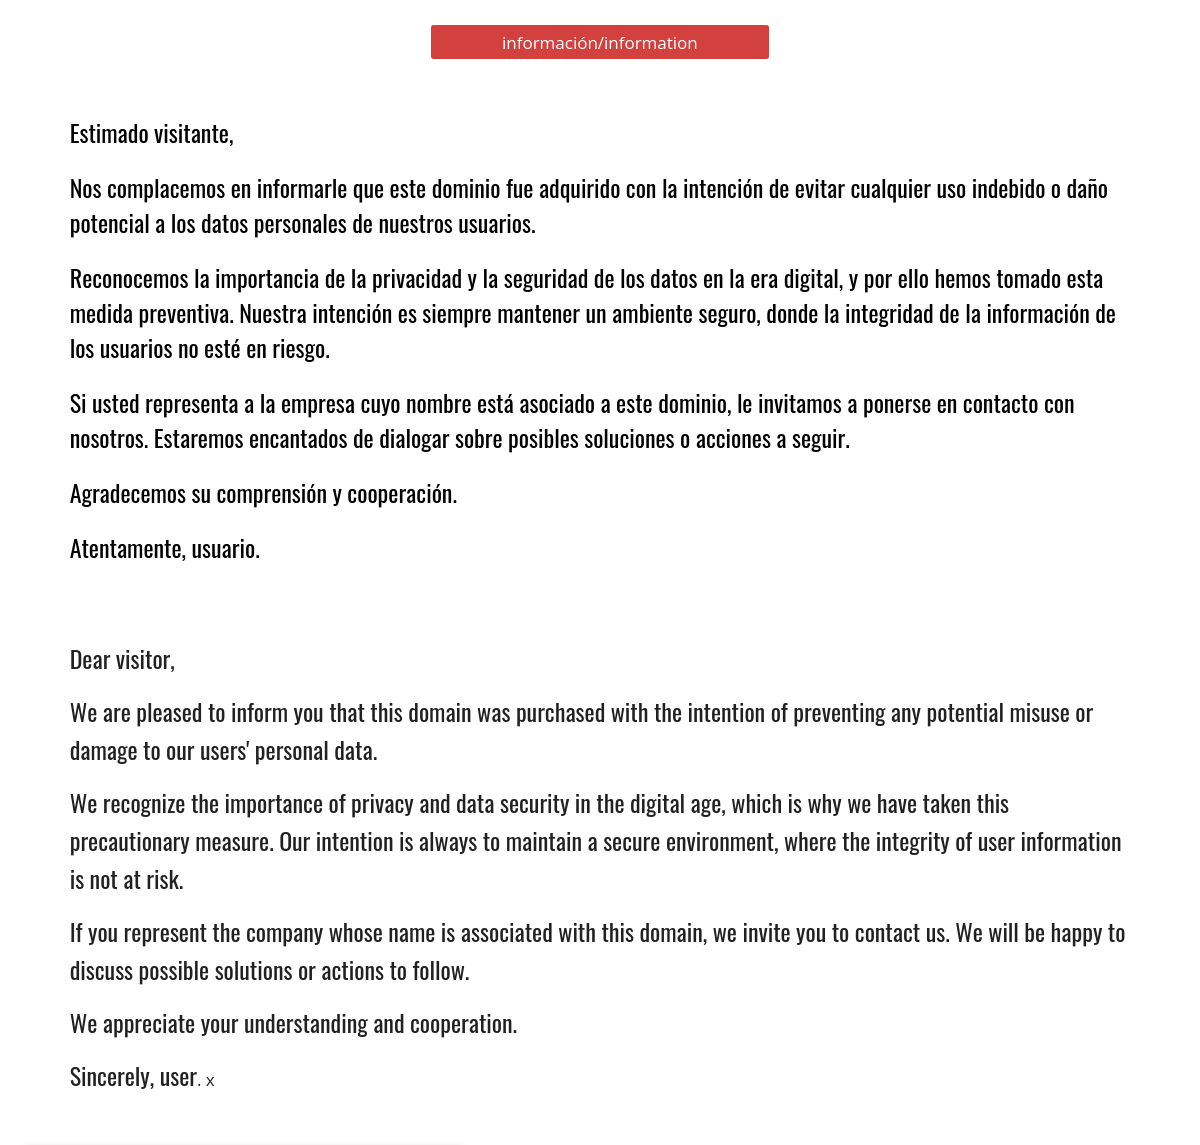 información/information
Estimado visitante,
Nos complacemos en informarle que este dominio fue adquirido con la intención de evitar cualquier uso indebido o daño
potencial a los datos personales de nuestros usuarios.
Reconocemos la importancia de la privacidad y la seguridad de los datos en la era digital, y por ello hemos tomado esta
medida preventiva. Nuestra intención es siempre mantener un ambiente seguro, donde la integridad de la información de
los usuarios no esté en riesgo.
Si usted representa a la empresa cuyo nombre está asociado a este dominio, le invitamos a ponerse en contacto con
nosotros. Estaremos encantados de dialogar sobre posibles soluciones o acciones a seguir.
Agradecemos su comprensión y cooperación.
Atentamente, usuario.
Dear visitor,
We are pleased to inform you that this domain was purchased with the intention of preventing any potential misuse or
damage to our users' personal data.
We recognize the importance of privacy and data security in the digital age, which is why we have taken this
precautionary measure. Our intention is always to maintain a secure environment, where the integrity of user information
is not at risk.
If you represent the company whose name is associated with this domain, we invite you to contact us. We will be happy to
discuss possible solutions or actions to follow.
We appreciate your understanding and cooperation.
Sincerely, user. x